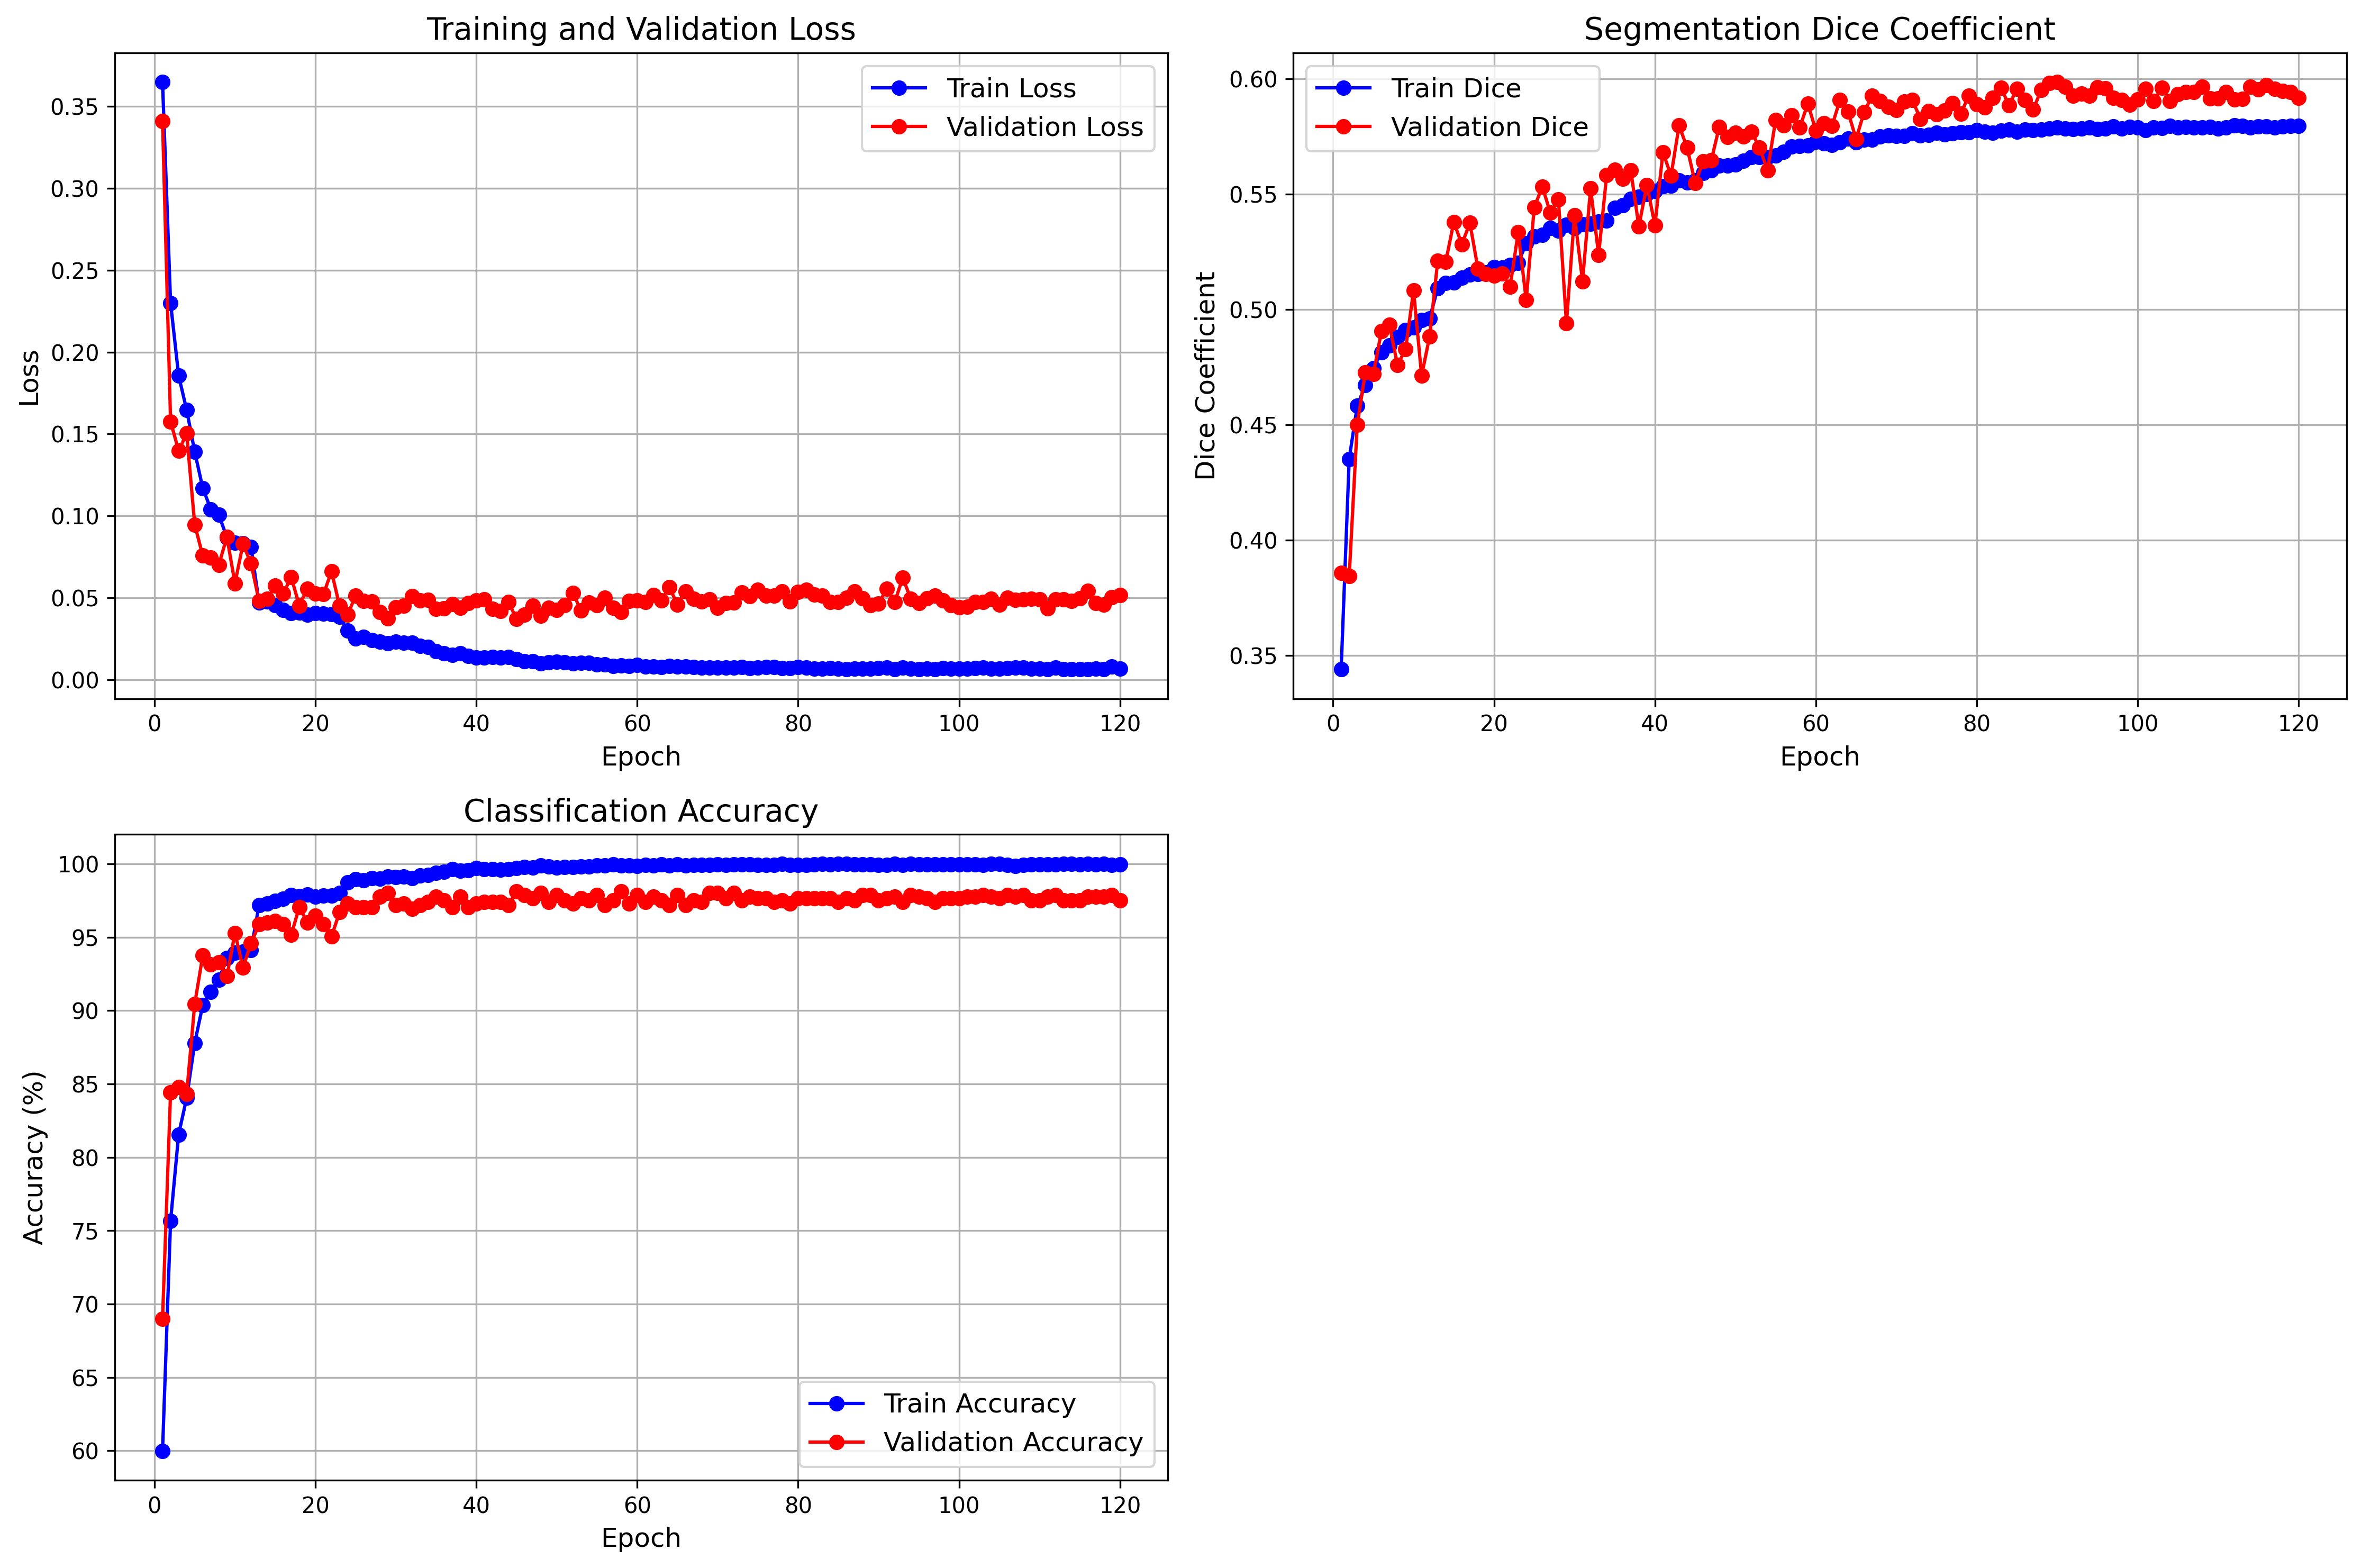 Training and Validation Loss
Loss
0.35
0.30
0.25
0.20
0.15
0.10
0.05
0.00
0 20 40 60 80 100 120
Epoch
Train Loss
Validation Loss
Segmentation Dice Coefficient
Dice Coefficient
0.60
0.55
0.50
0.45
0.40
0.35
0 20 40 60 80 100 120
Epoch
Train Dice
Validation Dice
Classification Accuracy
Accuracy (%)
100
95
90
85
80
75
70
65
60
0 20 40 60 80 100 120
Epoch
Train Accuracy
Validation Accuracy